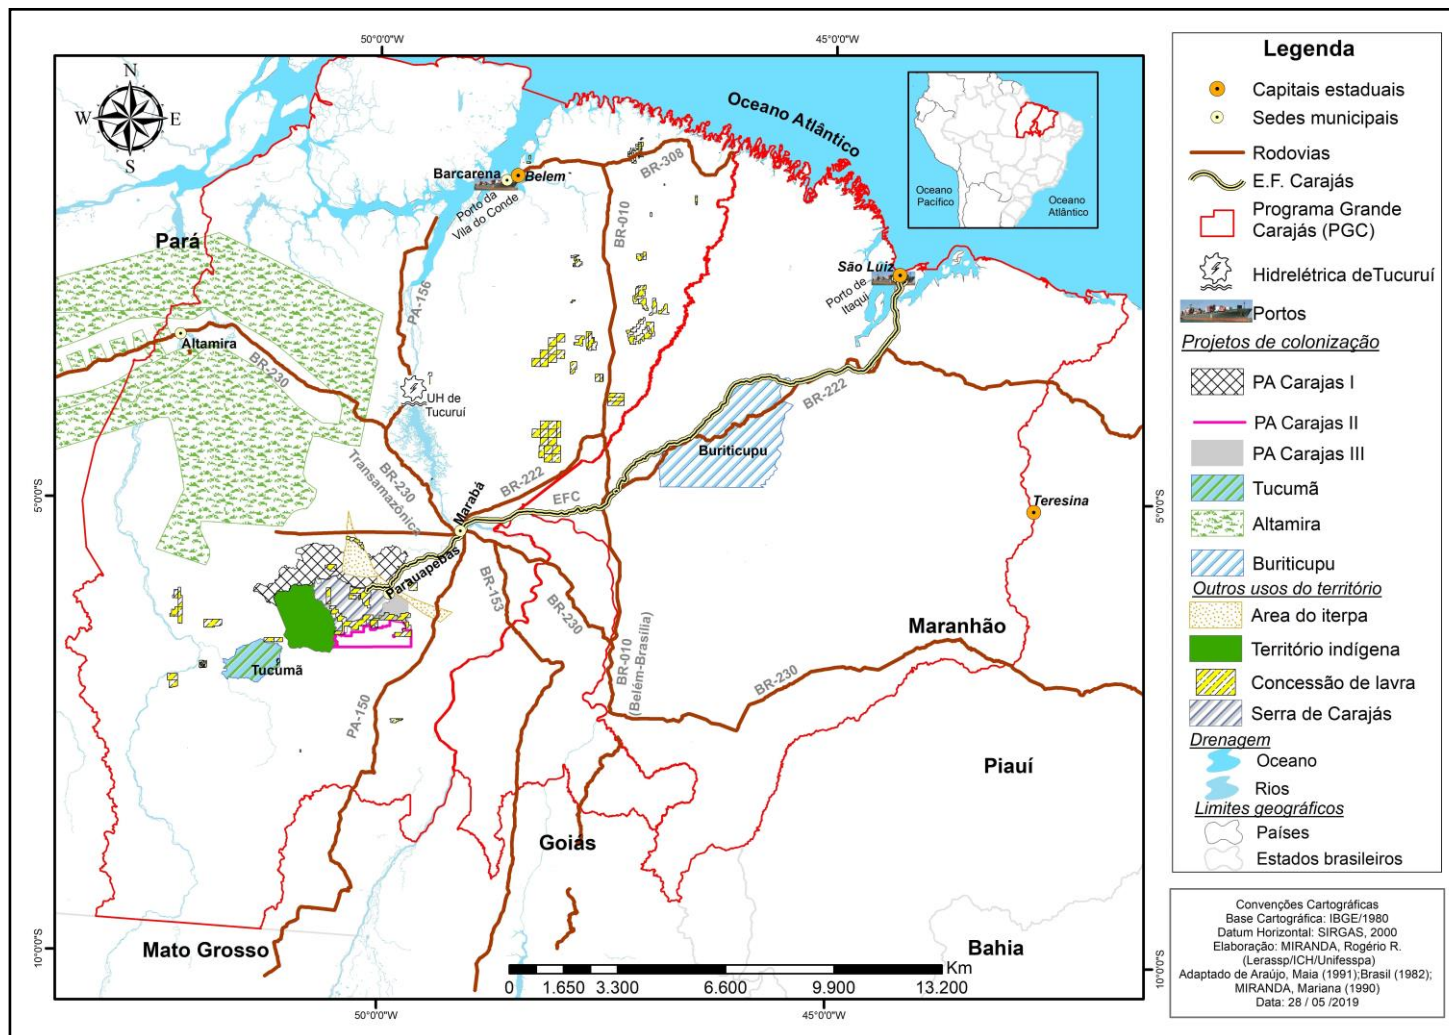 50°0'0"W
45°0'0"W
N
W
E
S
Oceano Atlântico
Oceano
Pacífico
Oceano
Atlântico
BR-308
Barcarena
Belem
Porto da
Vila do Conde
BR-010
Pará
PA-156
São Luiz
Porto de
Itaqui
Altamira
BR-230
UH de
Tucuruí
BR-222
Buriticupu
BR-222
EFC
BR-230
Transamazônica
Marabá
Teresina
5°0'0"S
5°0'0"S
Parauapebas
BR-153
BR-230
BR-010
(Belém-Brasília)
Maranhão
Tucumã
PA-150
BR-230
Piauí
Goiás
Mato Grosso
Bahia
10°0'0"S
10°0'0"S
Km
0 1.650 3.300 6.600 9.900 13.200
50°0'0"W
45°0'0"W
Legenda
Capitais estaduais
Sedes municipais
Rodovias
E.F. Carajás
Programa Grande
Carajás (PGC)
Hidrelétrica deTucuruí
Portos
Projetos de colonização
PA Carajas I
PA Carajas II
PA Carajas III
Tucumã
Altamira
Buriticupu
Outros usos do território
Area do iterpa
Território indígena
Concessão de lavra
Serra de Carajás
Drenagem
Oceano
Rios
Limites geográficos
Países
Estados brasileiros
Convenções Cartográficas
Base Cartográfica: IBGE/1980
Datum Horizontal: SIRGAS, 2000
Elaboração: MIRANDA, Rogério R.
(Lerassp/ICH/Unifesspa)
Adaptado de Araújo, Maia (1991);Brasil (1982);
MIRANDA, Mariana (1990)
Data: 28 / 05 /2019